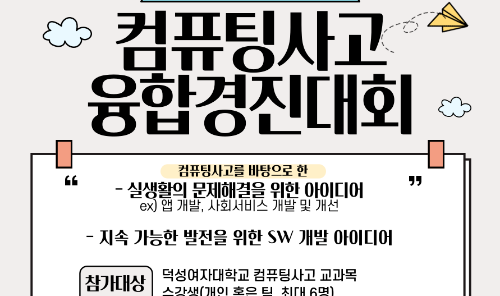 컴퓨팅사고
융합경진대회
컴퓨팅사고를 바탕으로 한
“ - 실생활의 문제해결을 위한 아이디어 ”
ex) 앱 개발, 사회서비스 개발 및 개선
- 지속 가능한 발전을 위한 SW 개발 아이디어
참가대상 덕성여자대학교 컴퓨팅사고 교과목
수강생(개인 혹은 팀, 최대 6명)